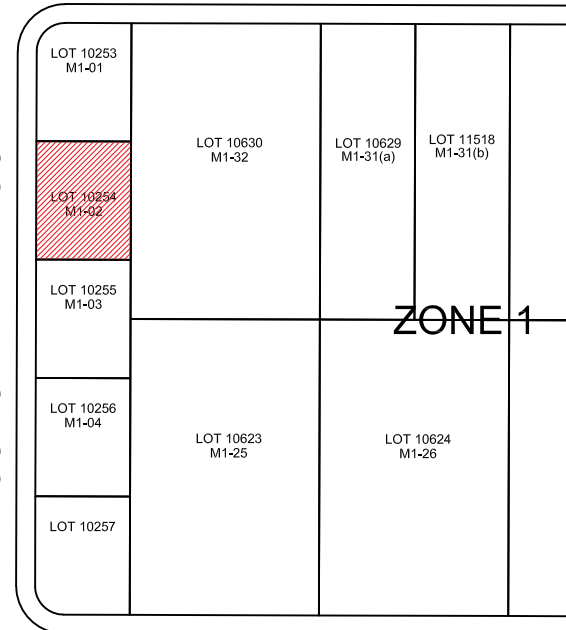 LOT 10253
M1-01
LOT 10630
M1-32
LOT 10629
M1-31(a)
LOT 11518
M1-31(b)
LOT 10254
M1-02
LOT 10255
M1-03
ZONE 1
LOT 10256
M1-04
LOT 10623
M1-25
LOT 10624
M1-26
LOT 10257